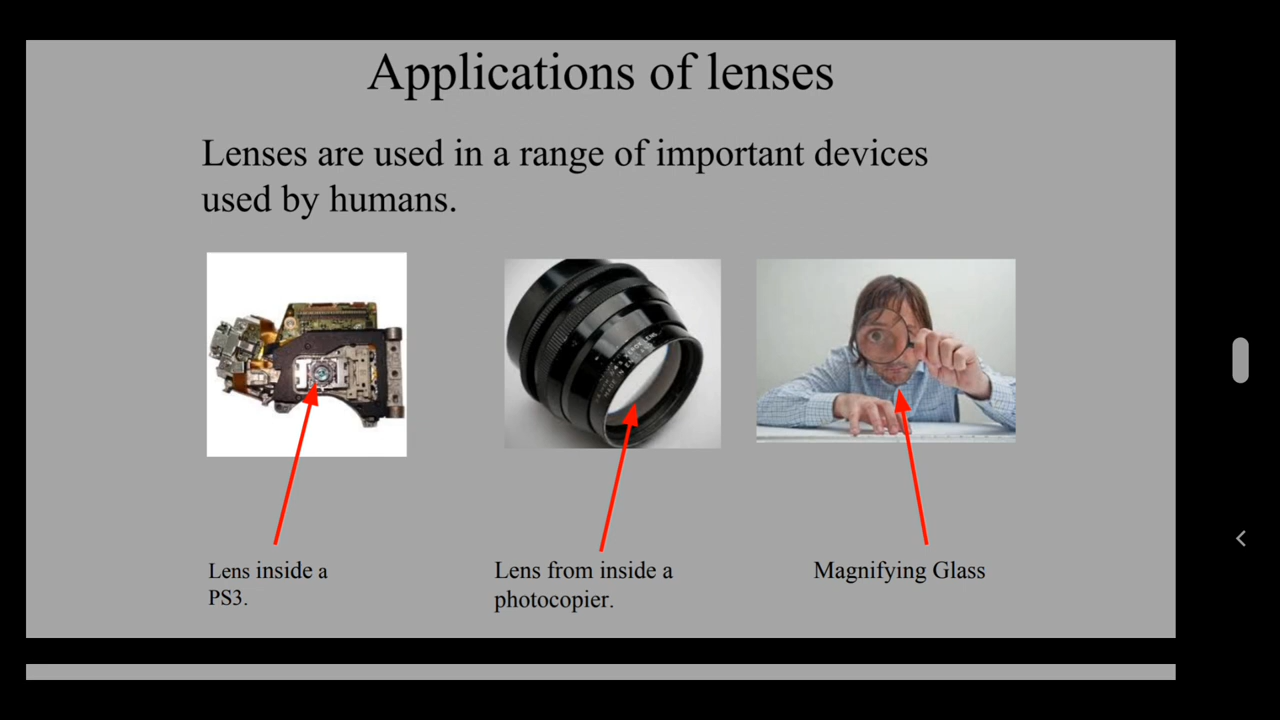 Applications of lenses
Lenses are used in a range of important devices
used by humans.
Lens inside a
PS3.
Lens from inside a
photocopier.
Magnifying Glass